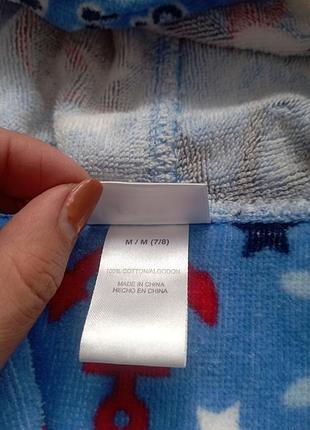 M / M (7/8)
100% COTTON/ALGODON
MADE IN CHINA
HECHO EN CHINA